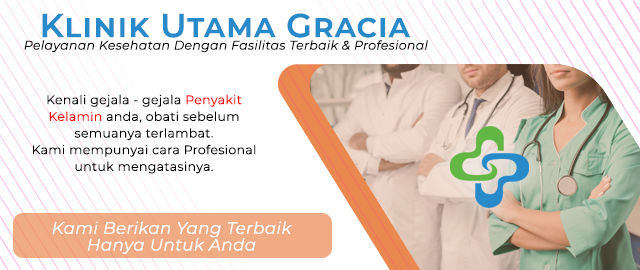 Klinik Utama Gracia
Pelayanan Kesehatan Dengan Fasilitas Terbaik & Profesional
Kenali gejala - gejala Penyakit
Kelamin anda, obati sebelum
semuanya terlambat.
Kami mempunyai cara Profesional
untuk mengatasinya.
Kami Berikan Yang Terbaik
Hanya Untuk Anda